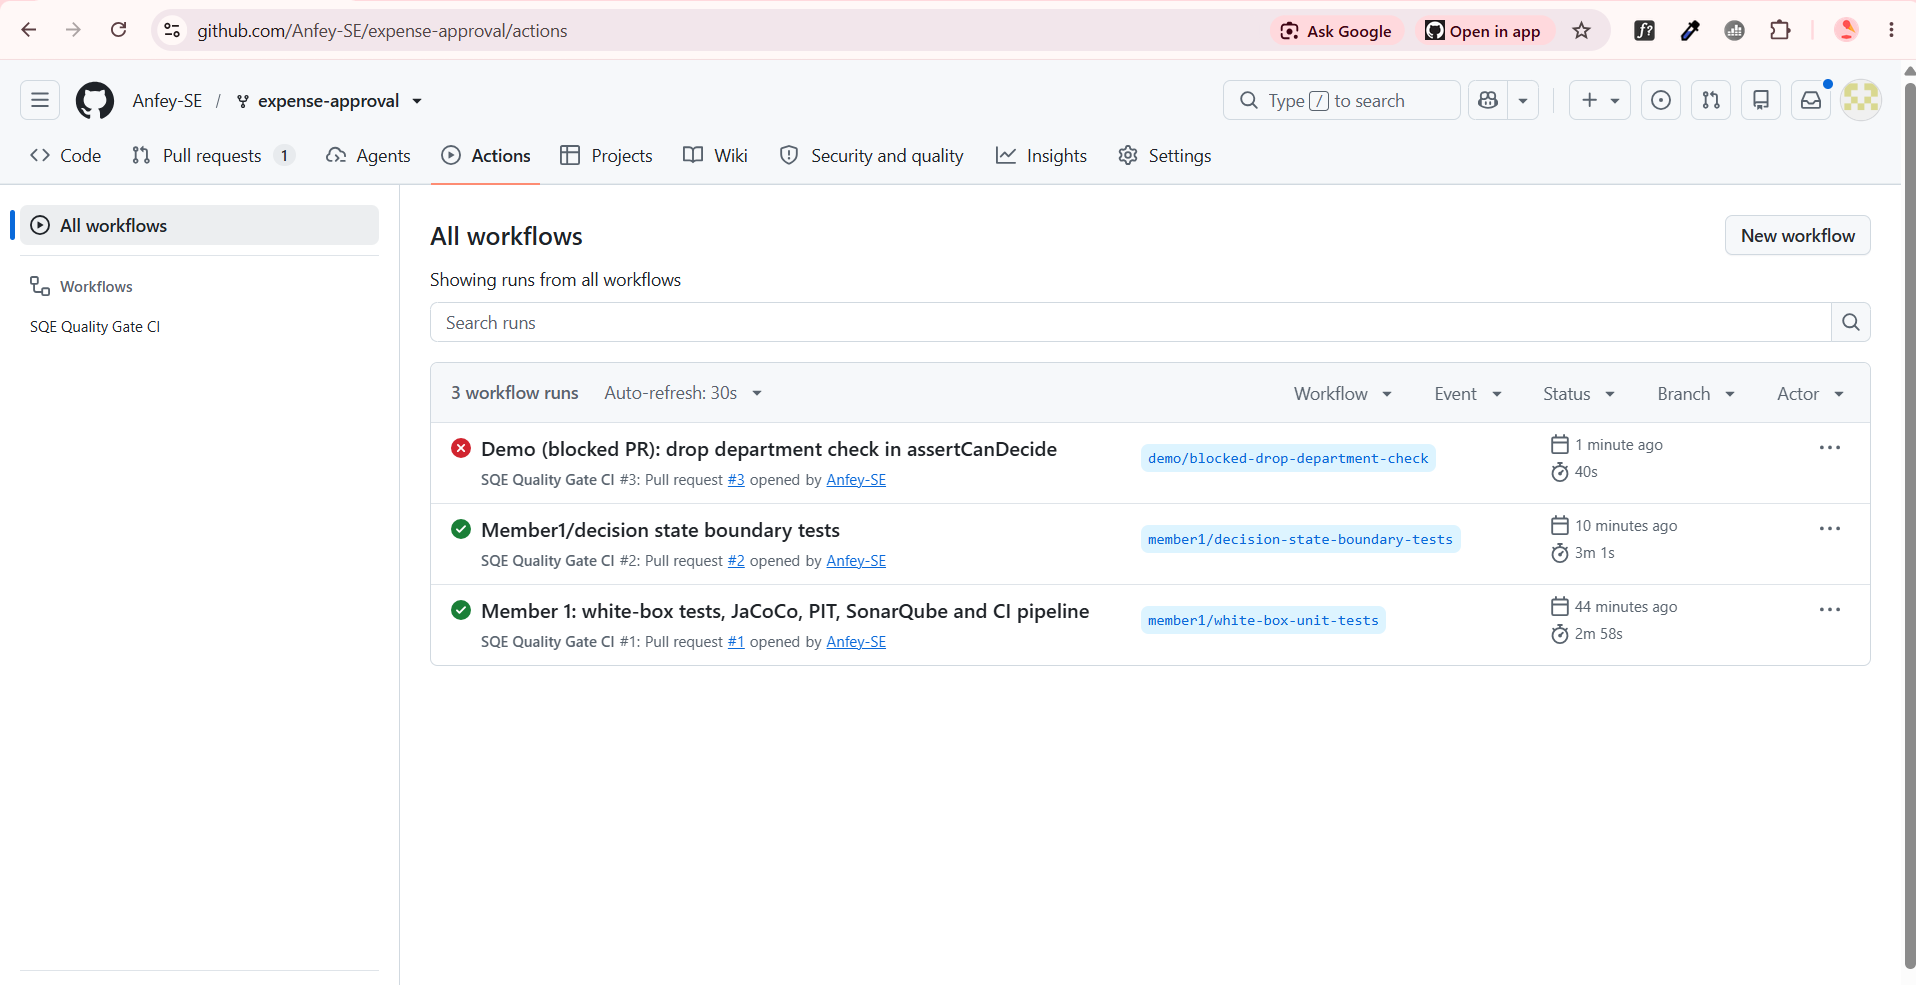 github.com/Anfey-SE/expense-approval/actions
Ask Google
Open in app
f?
Anfey-SE / expense-approval
Type / to search
Code
Pull requests 1
Agents
Actions
Projects
Wiki
Security and quality
Insights
Settings
All workflows
Workflows
SQE Quality Gate CI
All workflows
New workflow
Showing runs from all workflows
Search runs
3 workflow runs
Auto-refresh: 30s
Workflow
Event
Status
Branch
Actor
Demo (blocked PR): drop department check in assertCanDecide
SQE Quality Gate CI #3: Pull request #3 opened by Anfey-SE
demo/blocked-drop-department-check
1 minute ago
40s
Member1/decision state boundary tests
SQE Quality Gate CI #2: Pull request #2 opened by Anfey-SE
member1/decision-state-boundary-tests
10 minutes ago
3m 1s
Member 1: white-box tests, JaCoCo, PIT, SonarQube and CI pipeline
SQE Quality Gate CI #1: Pull request #1 opened by Anfey-SE
member1/white-box-unit-tests
44 minutes ago
2m 58s